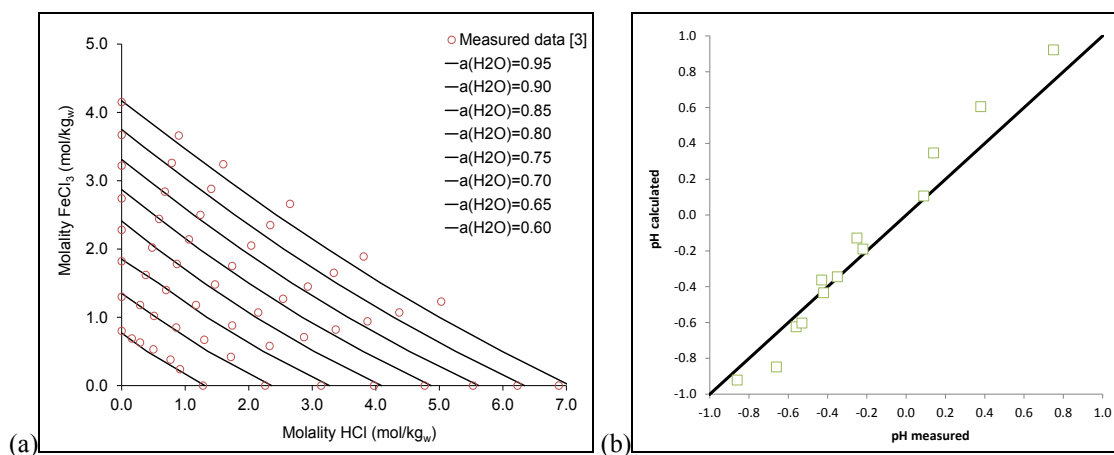 5.0
4.0
3.0
2.0
1.0
0.0
0.0 1.0 2.0 3.0 4.0 5.0 6.0 7.0
Molality FeCl3 (mol/kgw)
Molality HCl (mol/kgw)
Measured data [3]
a(H2O)=0.95
a(H2O)=0.90
a(H2O)=0.85
a(H2O)=0.80
a(H2O)=0.75
a(H2O)=0.70
a(H2O)=0.65
a(H2O)=0.60
(a)
1.0
0.8
0.6
0.4
0.2
0.0
-0.2
-0.4
-0.6
-0.8
-1.0
-1.0 -0.8 -0.6 -0.4 -0.2 0.0 0.2 0.4 0.6 0.8 1.0
pH calculated
pH measured
(b)